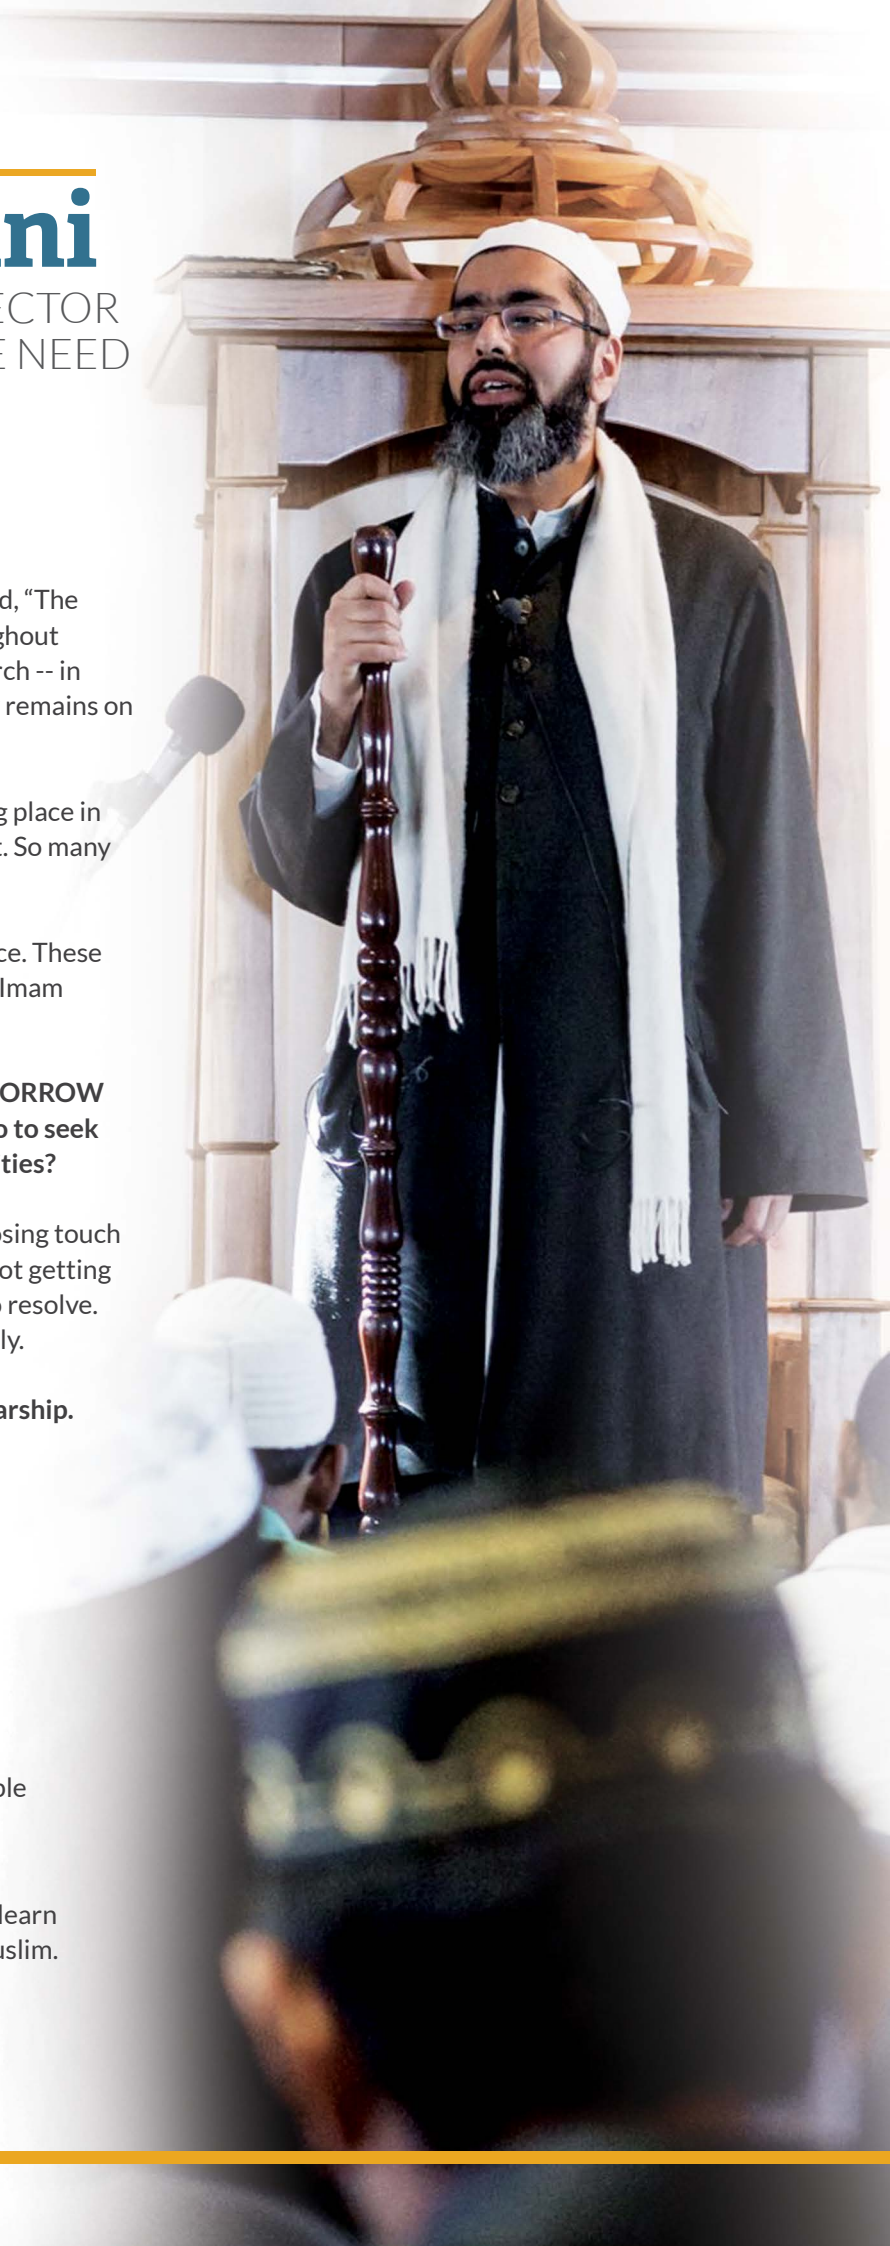 ni
ECTOR
NEED
d, “The
ghout
rch -- in
remains on
g place in
t. So many
ce. These
Imam
ORROW
o to seek
ties?
sing touch
ot getting
o resolve.
ly.
arship.
ple
learn
uslim.